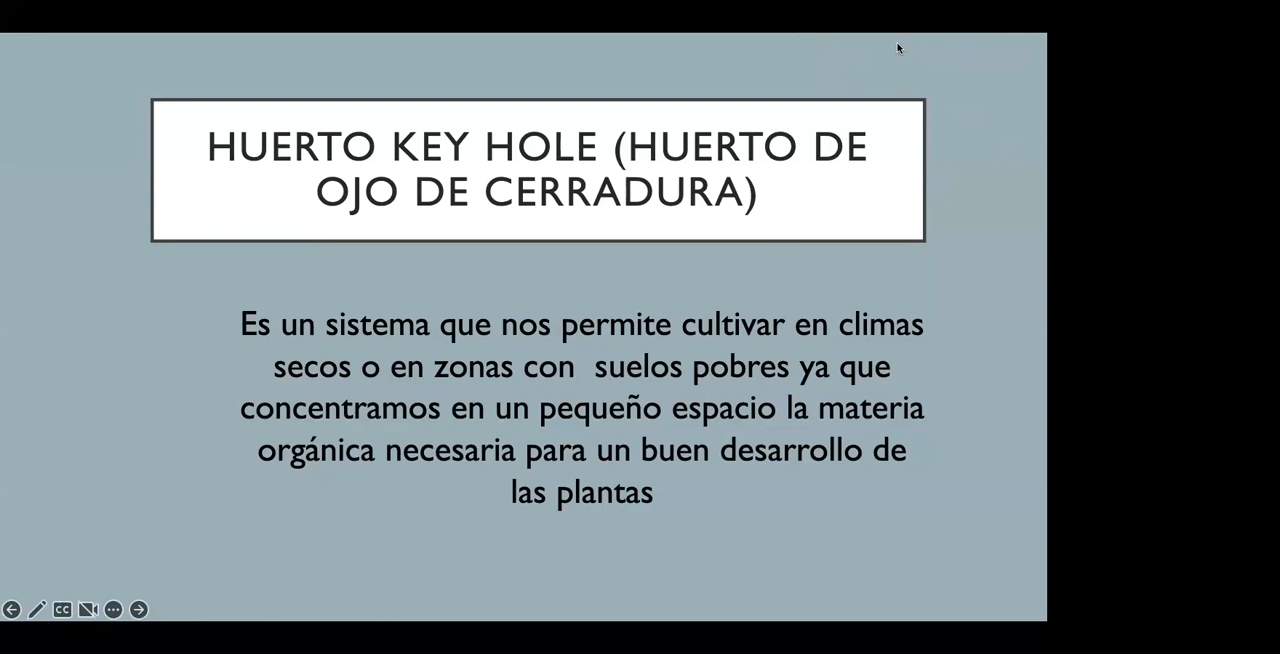 HUERTO KEY HOLE (HUERTO DE
OJO DE CERRADURA)
Es un sistema que nos permite cultivar en climas
secos o en zonas con  suelos pobres ya que
concentramos en un pequeño espacio la materia
orgánica necesaria para un buen desarrollo de
las plantas
CC